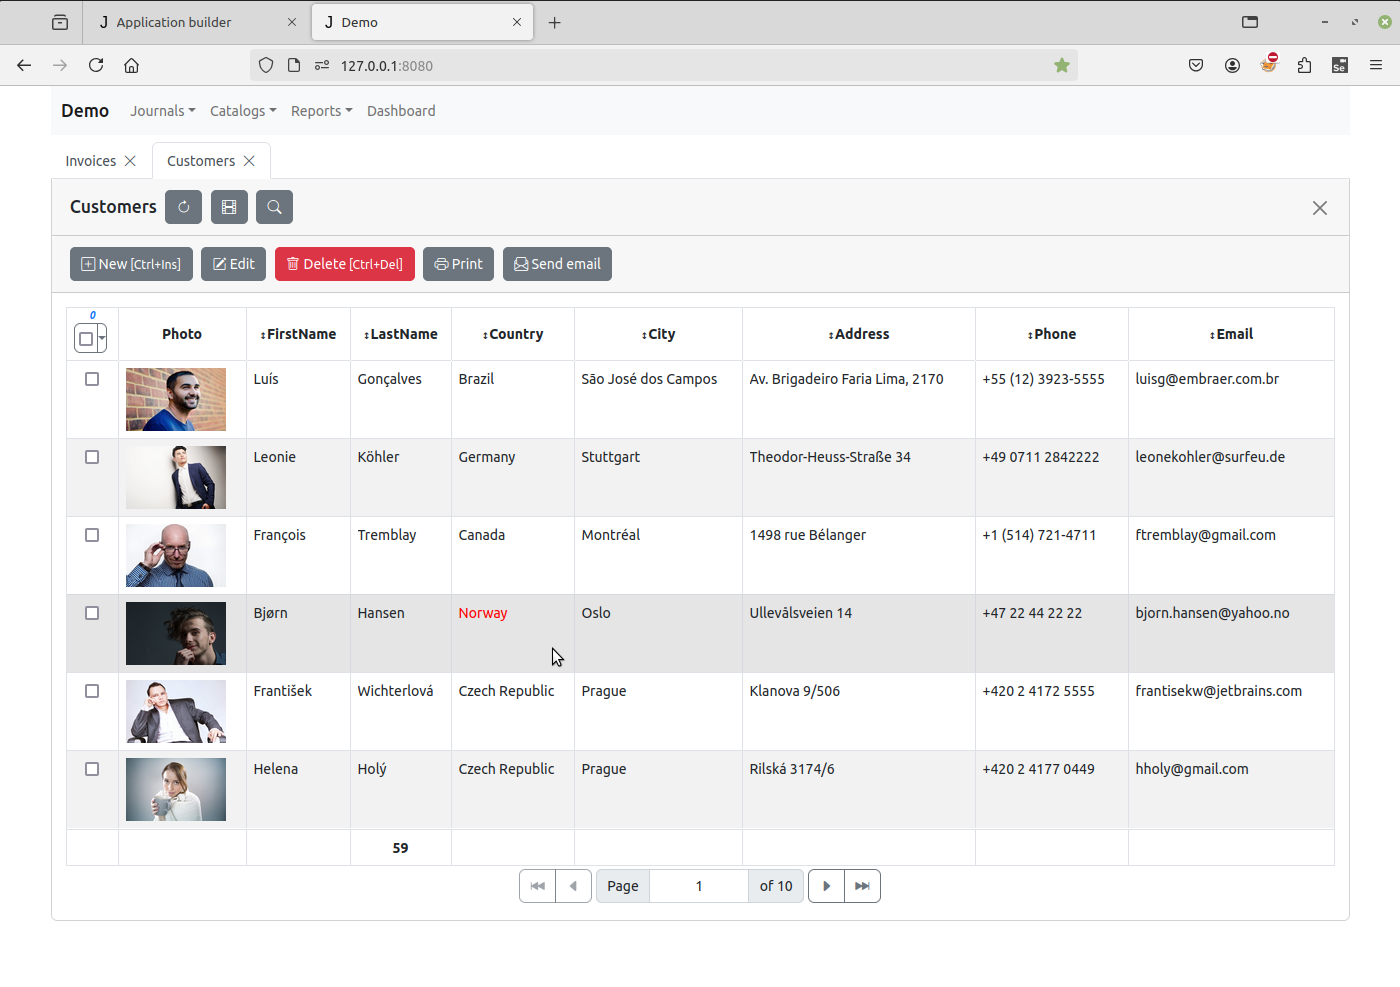 Application builder
Demo
127.0.0.1:8080
Se
Demo Journals Catalogs Reports Dashboard
Invoices Customers
Customers
New [Ctrl+Ins] Edit Delete [Ctrl+Del] Print Send email
0
Photo ↕FirstName ↕LastName ↕Country ↕City ↕Address ↕Phone ↕Email
Luís Gonçalves Brazil São José dos Campos Av. Brigadeiro Faria Lima, 2170 +55 (12) 3923-5555 luisg@embraer.com.br
Leonie Köhler Germany Stuttgart Theodor-Heuss-Straße 34 +49 0711 2842222 leonekohler@surfeu.de
François Tremblay Canada Montréal 1498 rue Bélanger +1 (514) 721-4711 ftremblay@gmail.com
Bjørn Hansen Norway Oslo Ullevålsveien 14 +47 22 44 22 22 bjorn.hansen@yahoo.no
František Wichterlová Czech Republic Prague Klanova 9/506 +420 2 4172 5555 frantisekw@jetbrains.com
Helena Holý Czech Republic Prague Rilská 3174/6 +420 2 4177 0449 hholy@gmail.com
59
Page 1 of 10